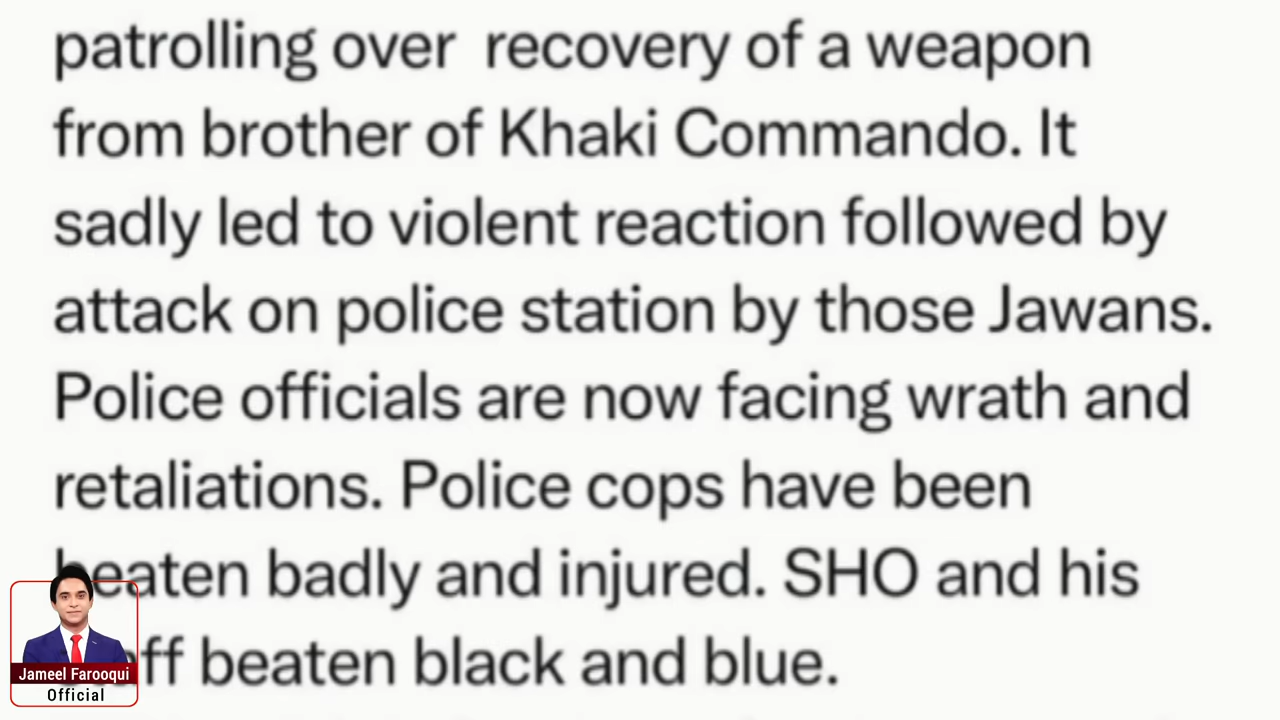 patrolling over recovery of a weapon
from brother of Khaki Commando. It
sadly led to violent reaction followed by
attack on police station by those Jawans.
Police officials are now facing wrath and
retaliations. Police cops have been
beaten badly and injured. SHO and his
staff beaten black and blue.
Jameel Farooqui
Official